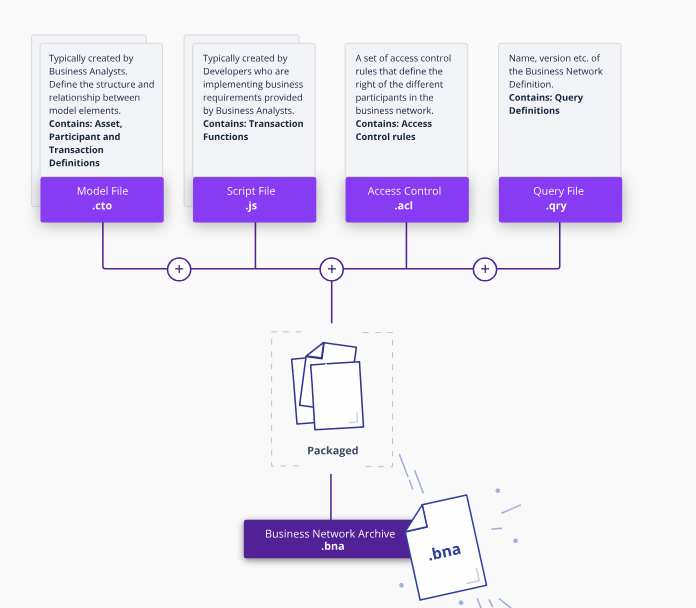 Typically created by
Business Analysts.
Define the structure and
relationship between
model elements.
Contains: Asset,
Participant and
Transaction
Definitions
Model File
.cto
Typically created by
Developers who are
implementing business
requirements provided
by Business Analysts.
Contains: Transaction
Functions
Script File
.js
A set of access control
rules that define the
right of the different
participants in the
business network.
Contains: Access
Control rules
Access Control
.acl
Name, version etc. of
the Business Network
Definition.
Contains: Query
Definitions
Query File
.qry
+
+
+
Packaged
Business Network Archive
.bna
.bna